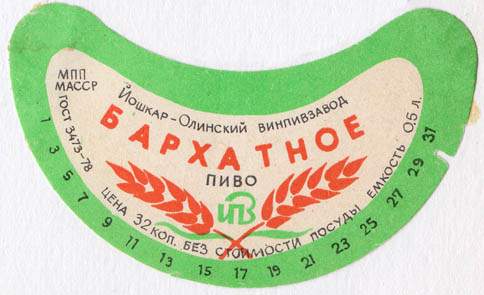 МПП
МАССР
ГОСТ 3473-78
Йошкар-Олинский винпивзавод
БАРХАТНОЕ
ПИВО
ЙПВ
ЦЕНА 32 КОП. БЕЗ СТОИМОСТИ ПОСУДЫ ЕМКОСТЬ 0,5 Л.
1 3 5 7 9 11 13 15 17 19 21 23 25 27 29 31